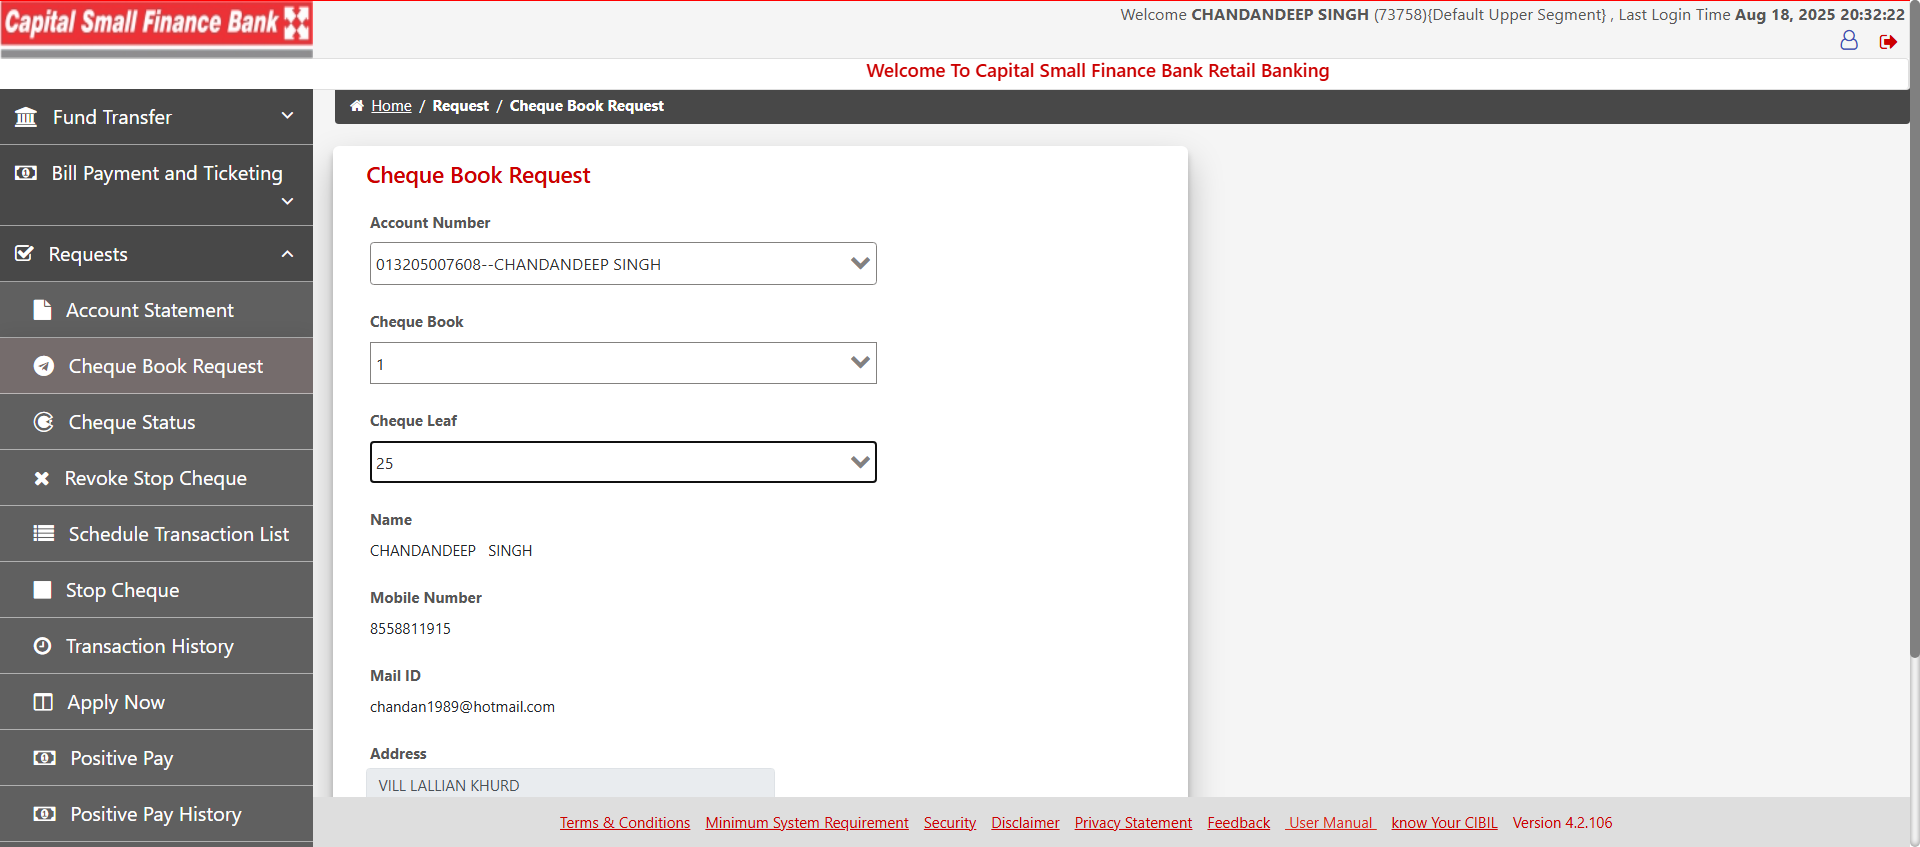 Capital Small Finance Bank
Welcome CHANDANDEEP SINGH (73758){Default Upper Segment} , Last Login Time Aug 18, 2025 20:32:22
Welcome To Capital Small Finance Bank Retail Banking
Fund Transfer
Bill Payment and Ticketing
Requests
Account Statement
Cheque Book Request
Cheque Status
Revoke Stop Cheque
Schedule Transaction List
Stop Cheque
Transaction History
Apply Now
Positive Pay
Positive Pay History
Home / Request / Cheque Book Request
Cheque Book Request
Account Number
013205007608--CHANDANDEEP SINGH
Cheque Book
1
Cheque Leaf
25
Name
CHANDANDEEP SINGH
Mobile Number
8558811915
Mail ID
chandan1989@hotmail.com
Address
VILL LALLIAN KHURD
Terms & Conditions Minimum System Requirement Security Disclaimer Privacy Statement Feedback User Manual know Your CIBIL Version 4.2.106